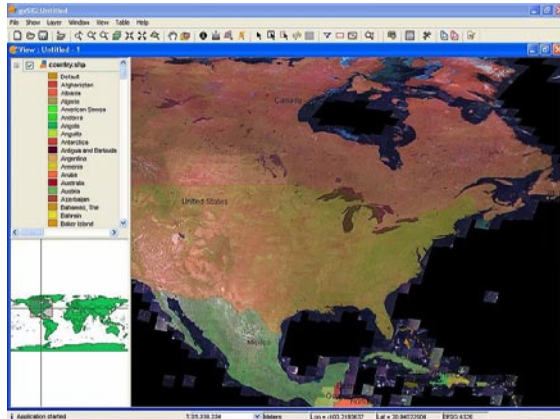 gvSIG Untitled
File Show Layer Window View Table Help
View : Untitled - 1
country.shp
Default
Afghanistan
Albania
Algeria
American Samoa
Andorra
Angola
Anguilla
Antarctica
Antigua and Barbuda
Argentina
Armenia
Aruba
Australia
Austria
Azerbaijan
Bahamas, The
Bahrain
Baker Island
Canada
United States
Mexico
Application started
Meters
EPSG:4326